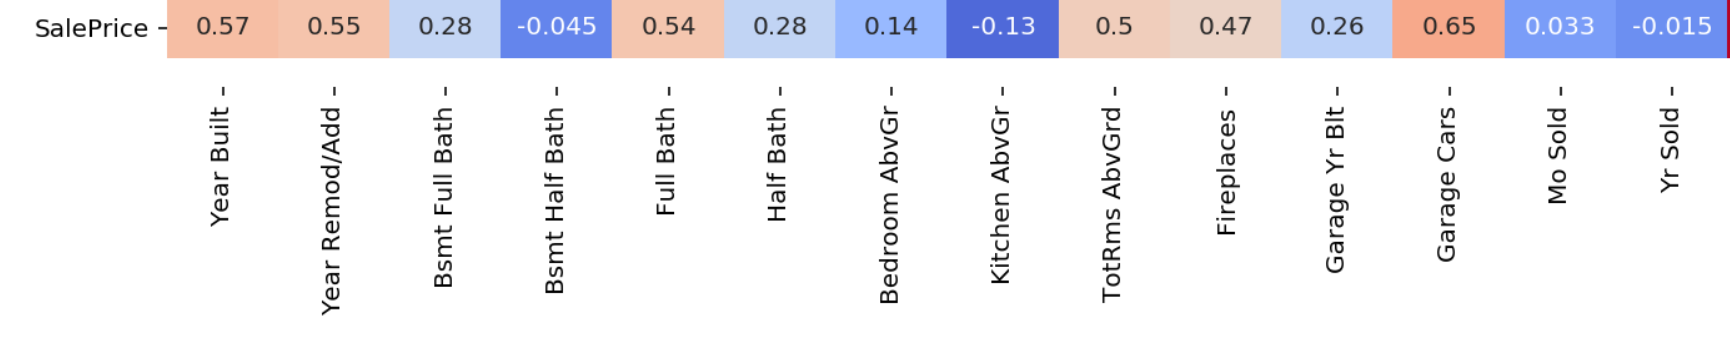 SalePrice
0.57 0.55 0.28 -0.045 0.54 0.28 0.14 -0.13 0.5 0.47 0.26 0.65 0.033 -0.015
Year Built
Year Remod/Add
Bsmt Full Bath
Bsmt Half Bath
Full Bath
Half Bath
Bedroom AbvGr
Kitchen AbvGr
TotRms AbvGrd
Fireplaces
Garage Yr Blt
Garage Cars
Mo Sold
Yr Sold